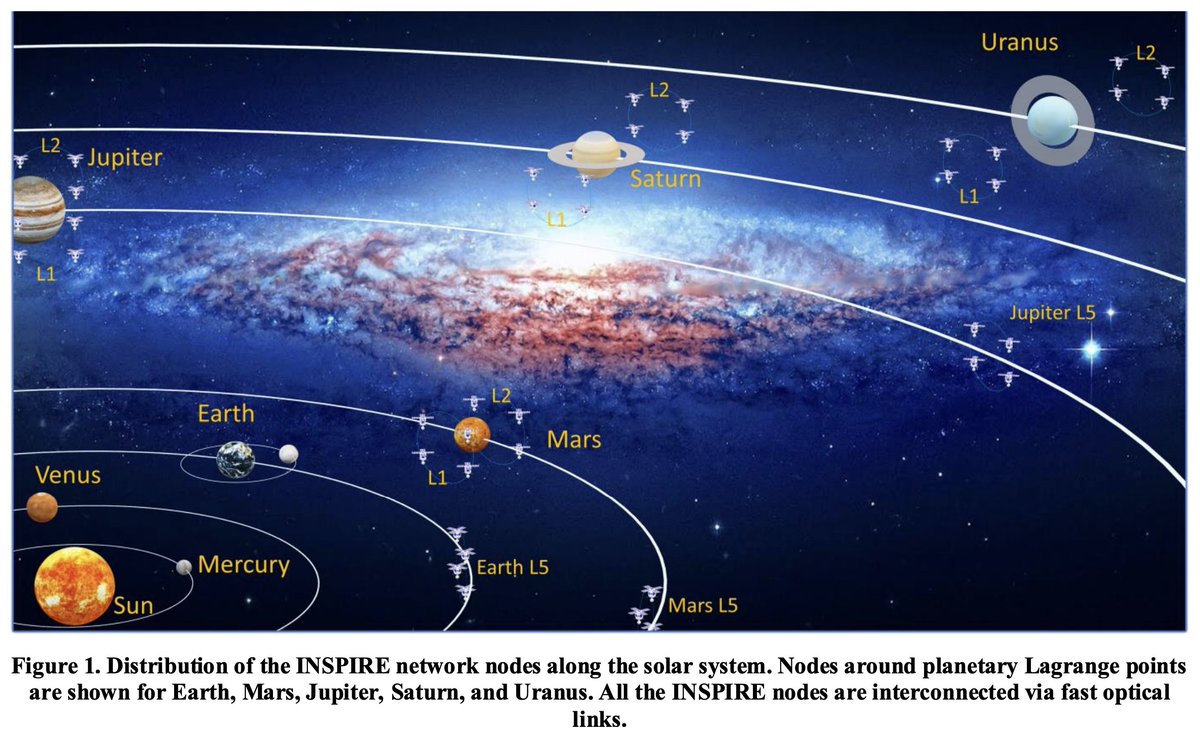 Uranus
L2
L2
L2
Jupiter
Saturn
L1
L1
L1
Jupiter L5
L2
Earth
Mars
L1
Venus
Mercury
Earth L5
Sun
Mars L5
Figure 1. Distribution of the INSPIRE network nodes along the solar system. Nodes around planetary Lagrange points
are shown for Earth, Mars, Jupiter, Saturn, and Uranus. All the INSPIRE nodes are interconnected via fast optical
links.